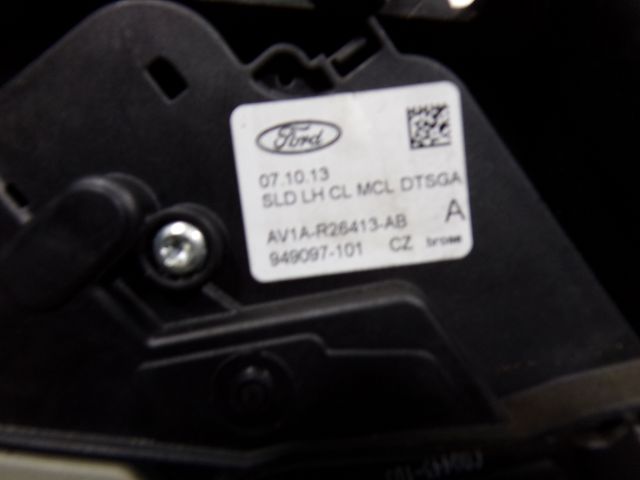 Ford
07.10.13
SLD LH CL MCL DTSGA
AV1A-R26413-AB A
949097-101 CZ brose